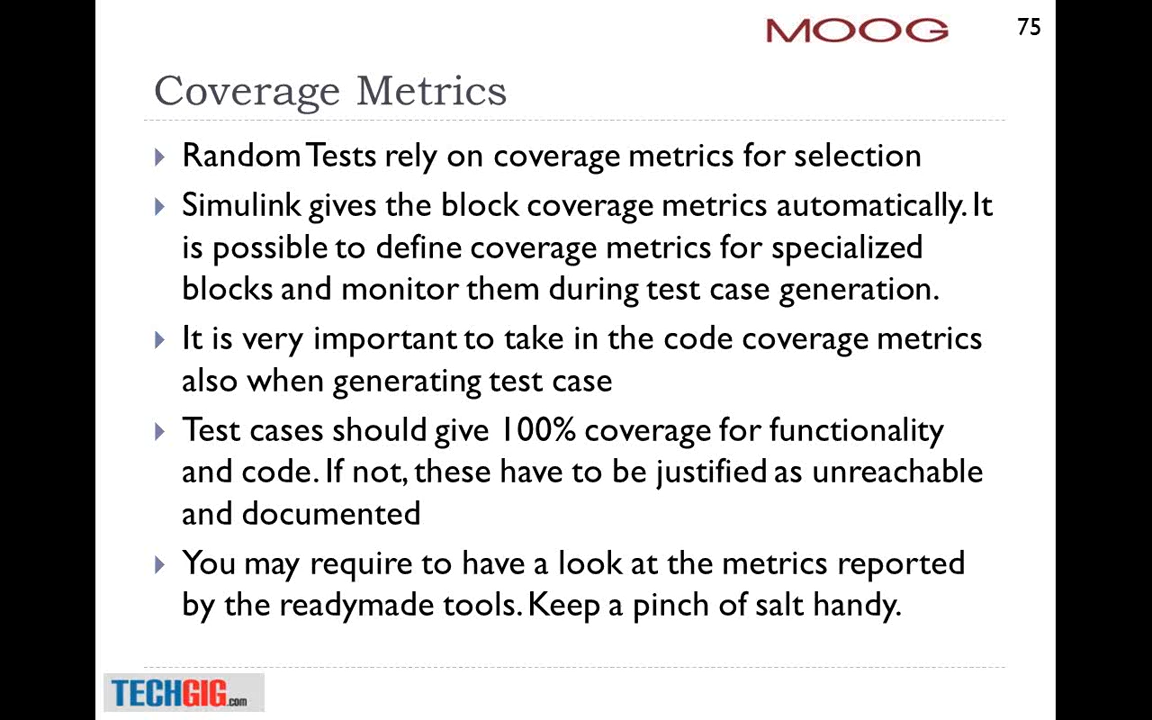 MOOG
75
Coverage Metrics
Random Tests rely on coverage metrics for selection
Simulink gives the block coverage metrics automatically. It
is possible to define coverage metrics for specialized
blocks and monitor them during test case generation.
It is very important to take in the code coverage metrics
also when generating test case
Test cases should give 100% coverage for functionality
and code. If not, these have to be justified as unreachable
and documented
You may require to have a look at the metrics reported
by the readymade tools. Keep a pinch of salt handy.
TECHGIG.com